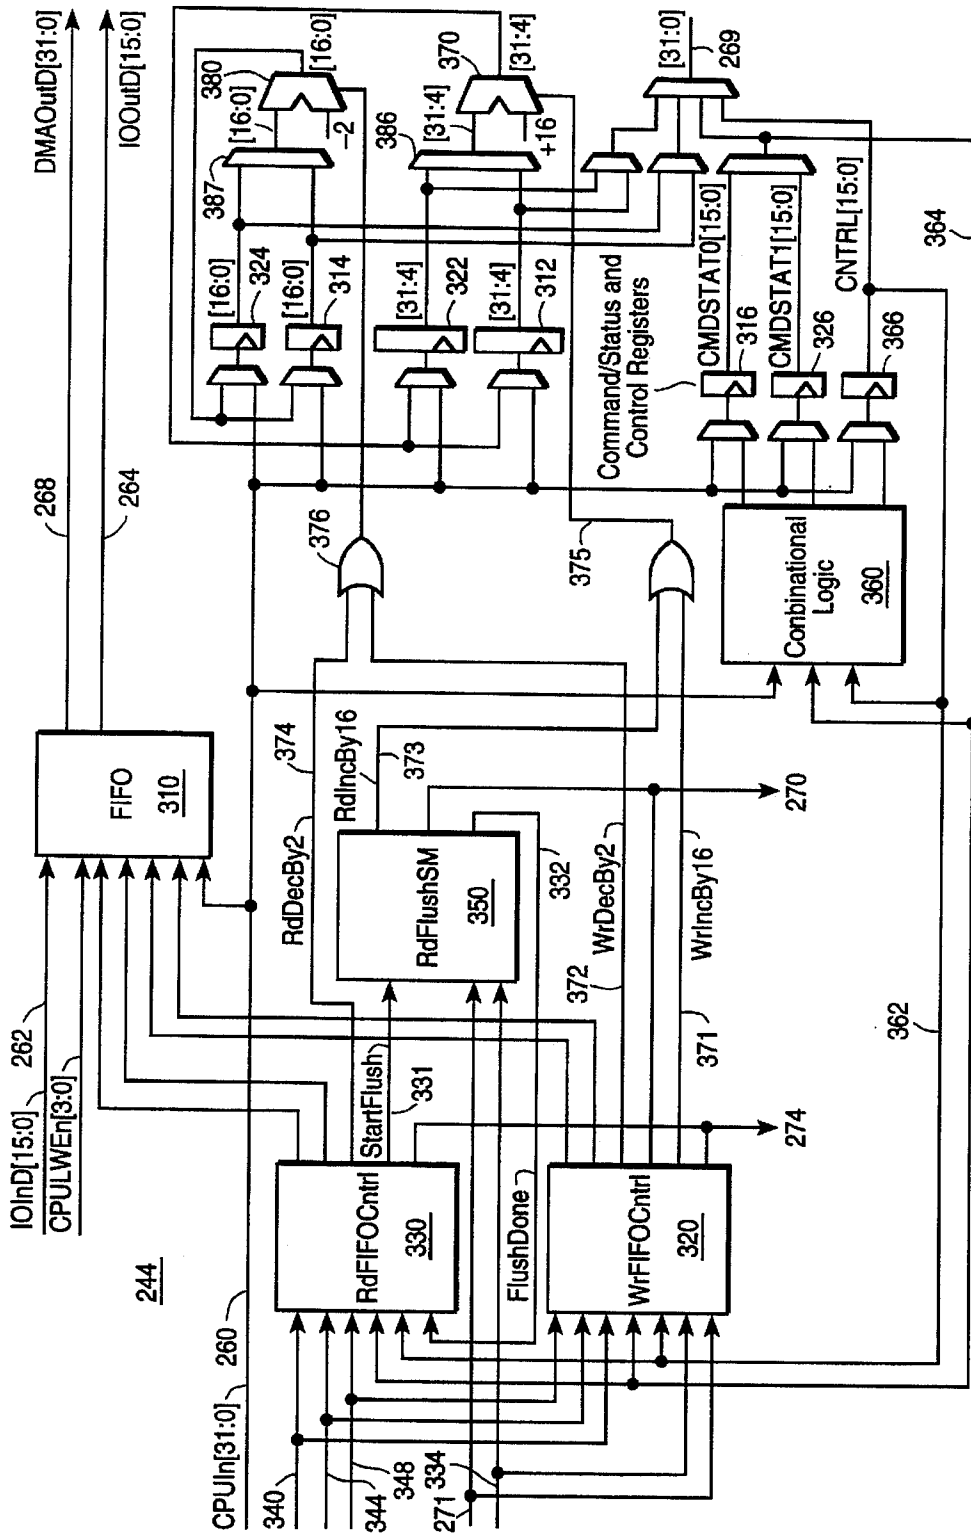 244
DMAOutD[31:0]
IOOutD[15:0]
268
264
IOInD[15:0]
262
CPULWEn[3:0]
FIFO
310
CPUIn[31:0]
260
340
344
348
334
271
RdFIFOCntrl
330
StartFlush
331
RdDecBy2
374
RdIncBy16
373
RdFlushSM
350
332
FlushDone
270
274
WrFIFOCntrl
320
372
WrDecBy2
WrIncBy16
371
362
364
376
375
Conbinational
Logic
360
Command/Status and
Control Registers
CMDSTAT0[15:0]
316
CMDSTAT1[15:0]
326
CNTRL[15:0]
366
[16:0]
324
[16:0]
314
[31:4]
322
[31:4]
312
387
[16:0]
380
[16:0]
–2
386
[31:4]
370
[31:4]
+16
[31:0]
269